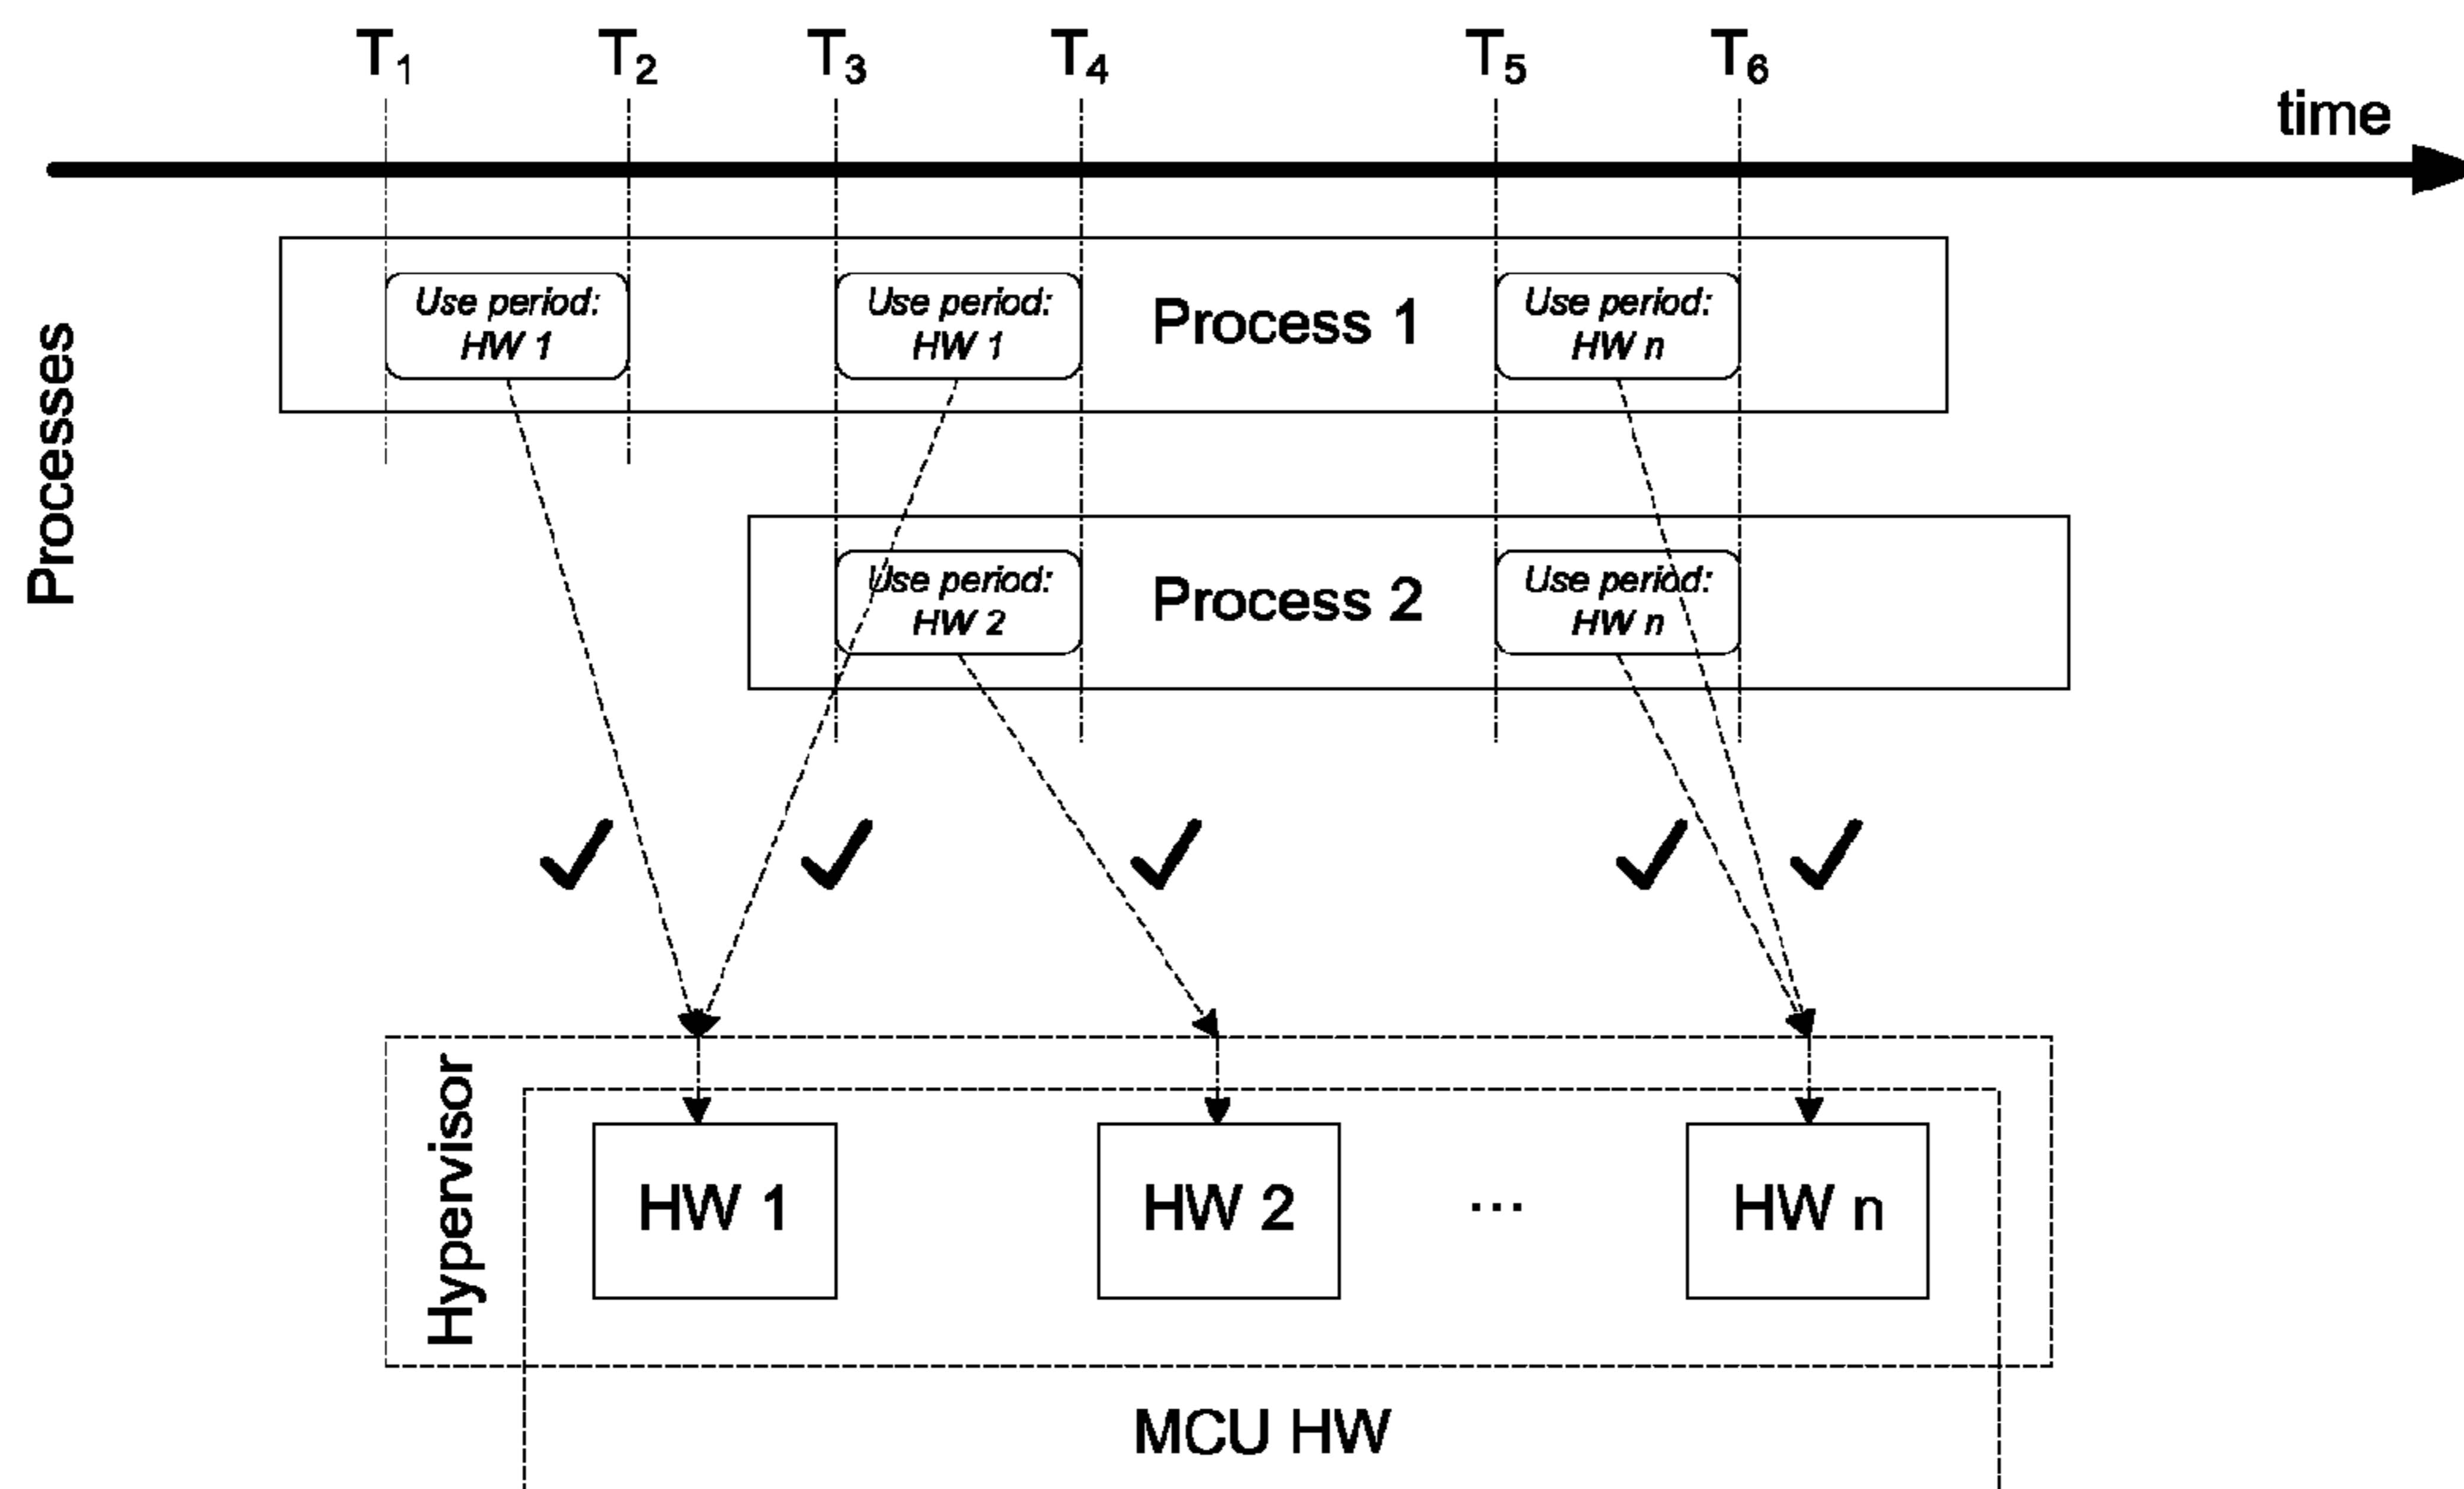 T1 T2 T3 T4 T5 T6
time
Processes
Use period:
HW 1
Use period:
HW 1
Process 1
Use period:
HW n
Use period:
HW 2
Process 2
Use period:
HW n
Hypervisor
HW 1
HW 2
...
HW n
MCU HW